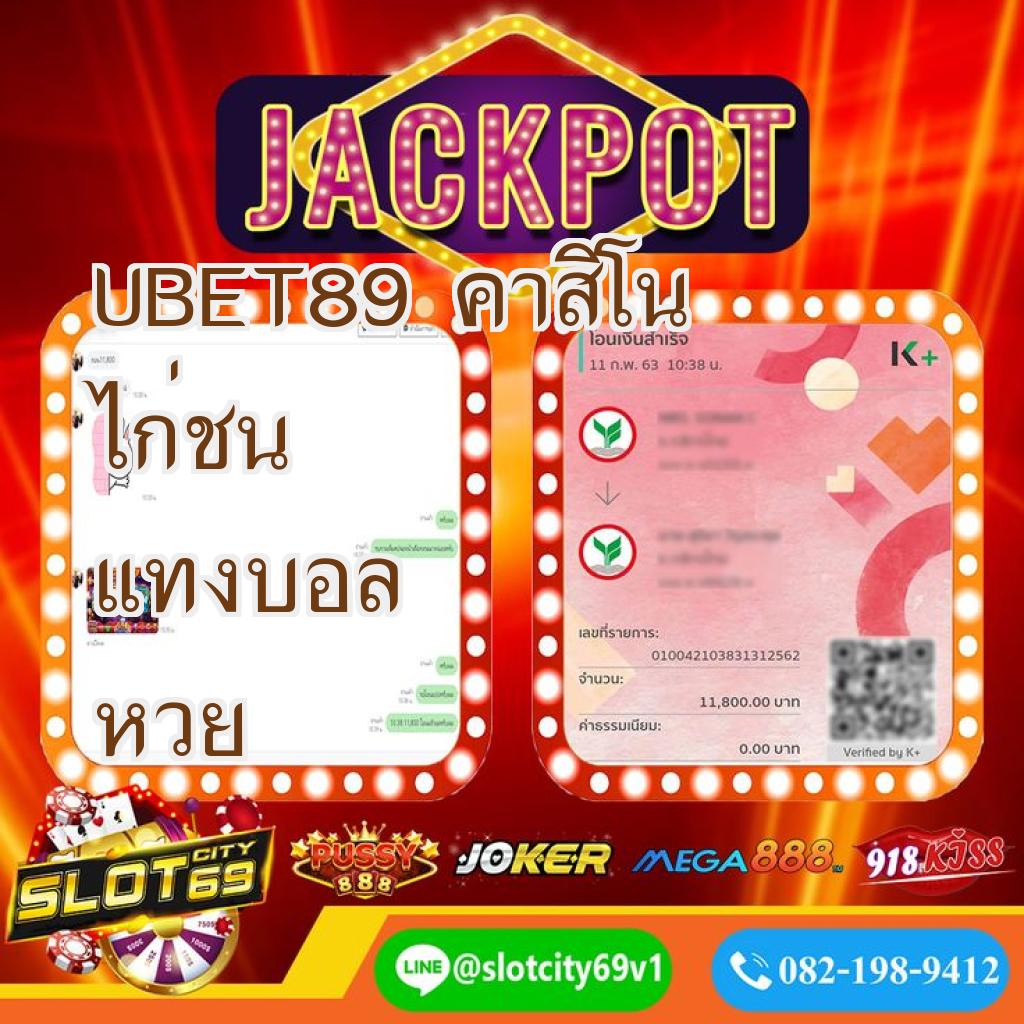 JACKPOT
UBET89 คาสิโน
ไก่ชน
แทงบอล
หวย
โอนเงินสำเร็จ
11 ก.พ. 63 10:38 น.
K+
เลขที่รายการ:
010042103831312562
จำนวน:
11,800.00 บาท
ค่าธรรมเนียม:
0.00 บาท
Verified by K+
SLOT CITY 69
PUSSY 888
JOKER
MEGA888
918KISS
LINE @slotcity69v1
082-198-9412